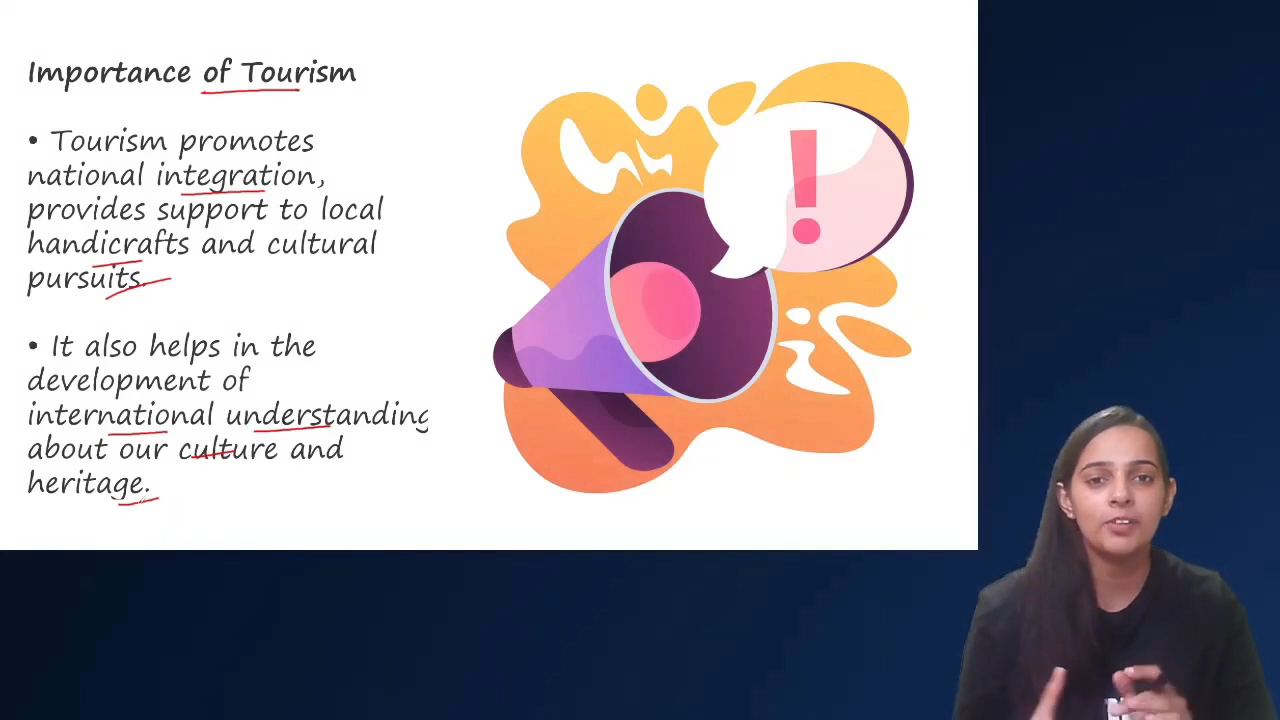 Importance of Tourism
• Tourism promotes
national integration,
provides support to local
handicrafts and cultural
pursuits.
• It also helps in the
development of
international understanding
about our culture and
heritage.